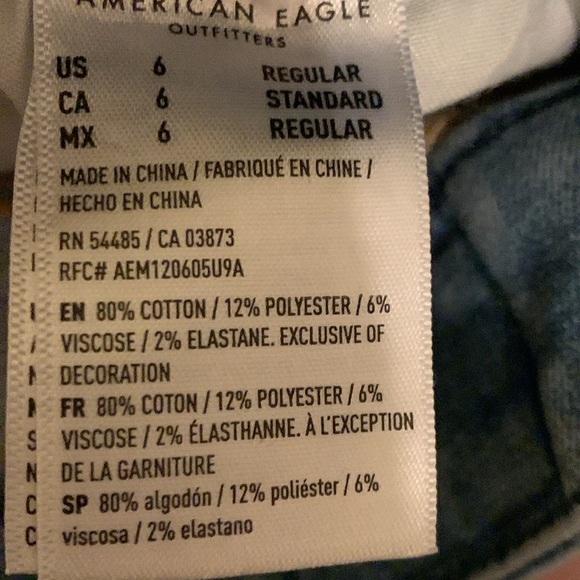 AMERICAN EAGLE
OUTFITTERS
US 6 REGULAR
CA 6 STANDARD
MX 6 REGULAR
MADE IN CHINA / FABRIQUÉ EN CHINE /
HECHO EN CHINA
RN 54485 / CA 03873
RFC# AEM120605U9A
EN 80% COTTON / 12% POLYESTER / 6%
VISCOSE / 2% ELASTANE. EXCLUSIVE OF
DECORATION
FR 80% COTON / 12% POLYESTER / 6%
VISCOSE / 2% ÉLASTHANNE. À L'EXCEPTION
DE LA GARNITURE
SP 80% algodón / 12% poliéster / 6%
viscosa / 2% elastano